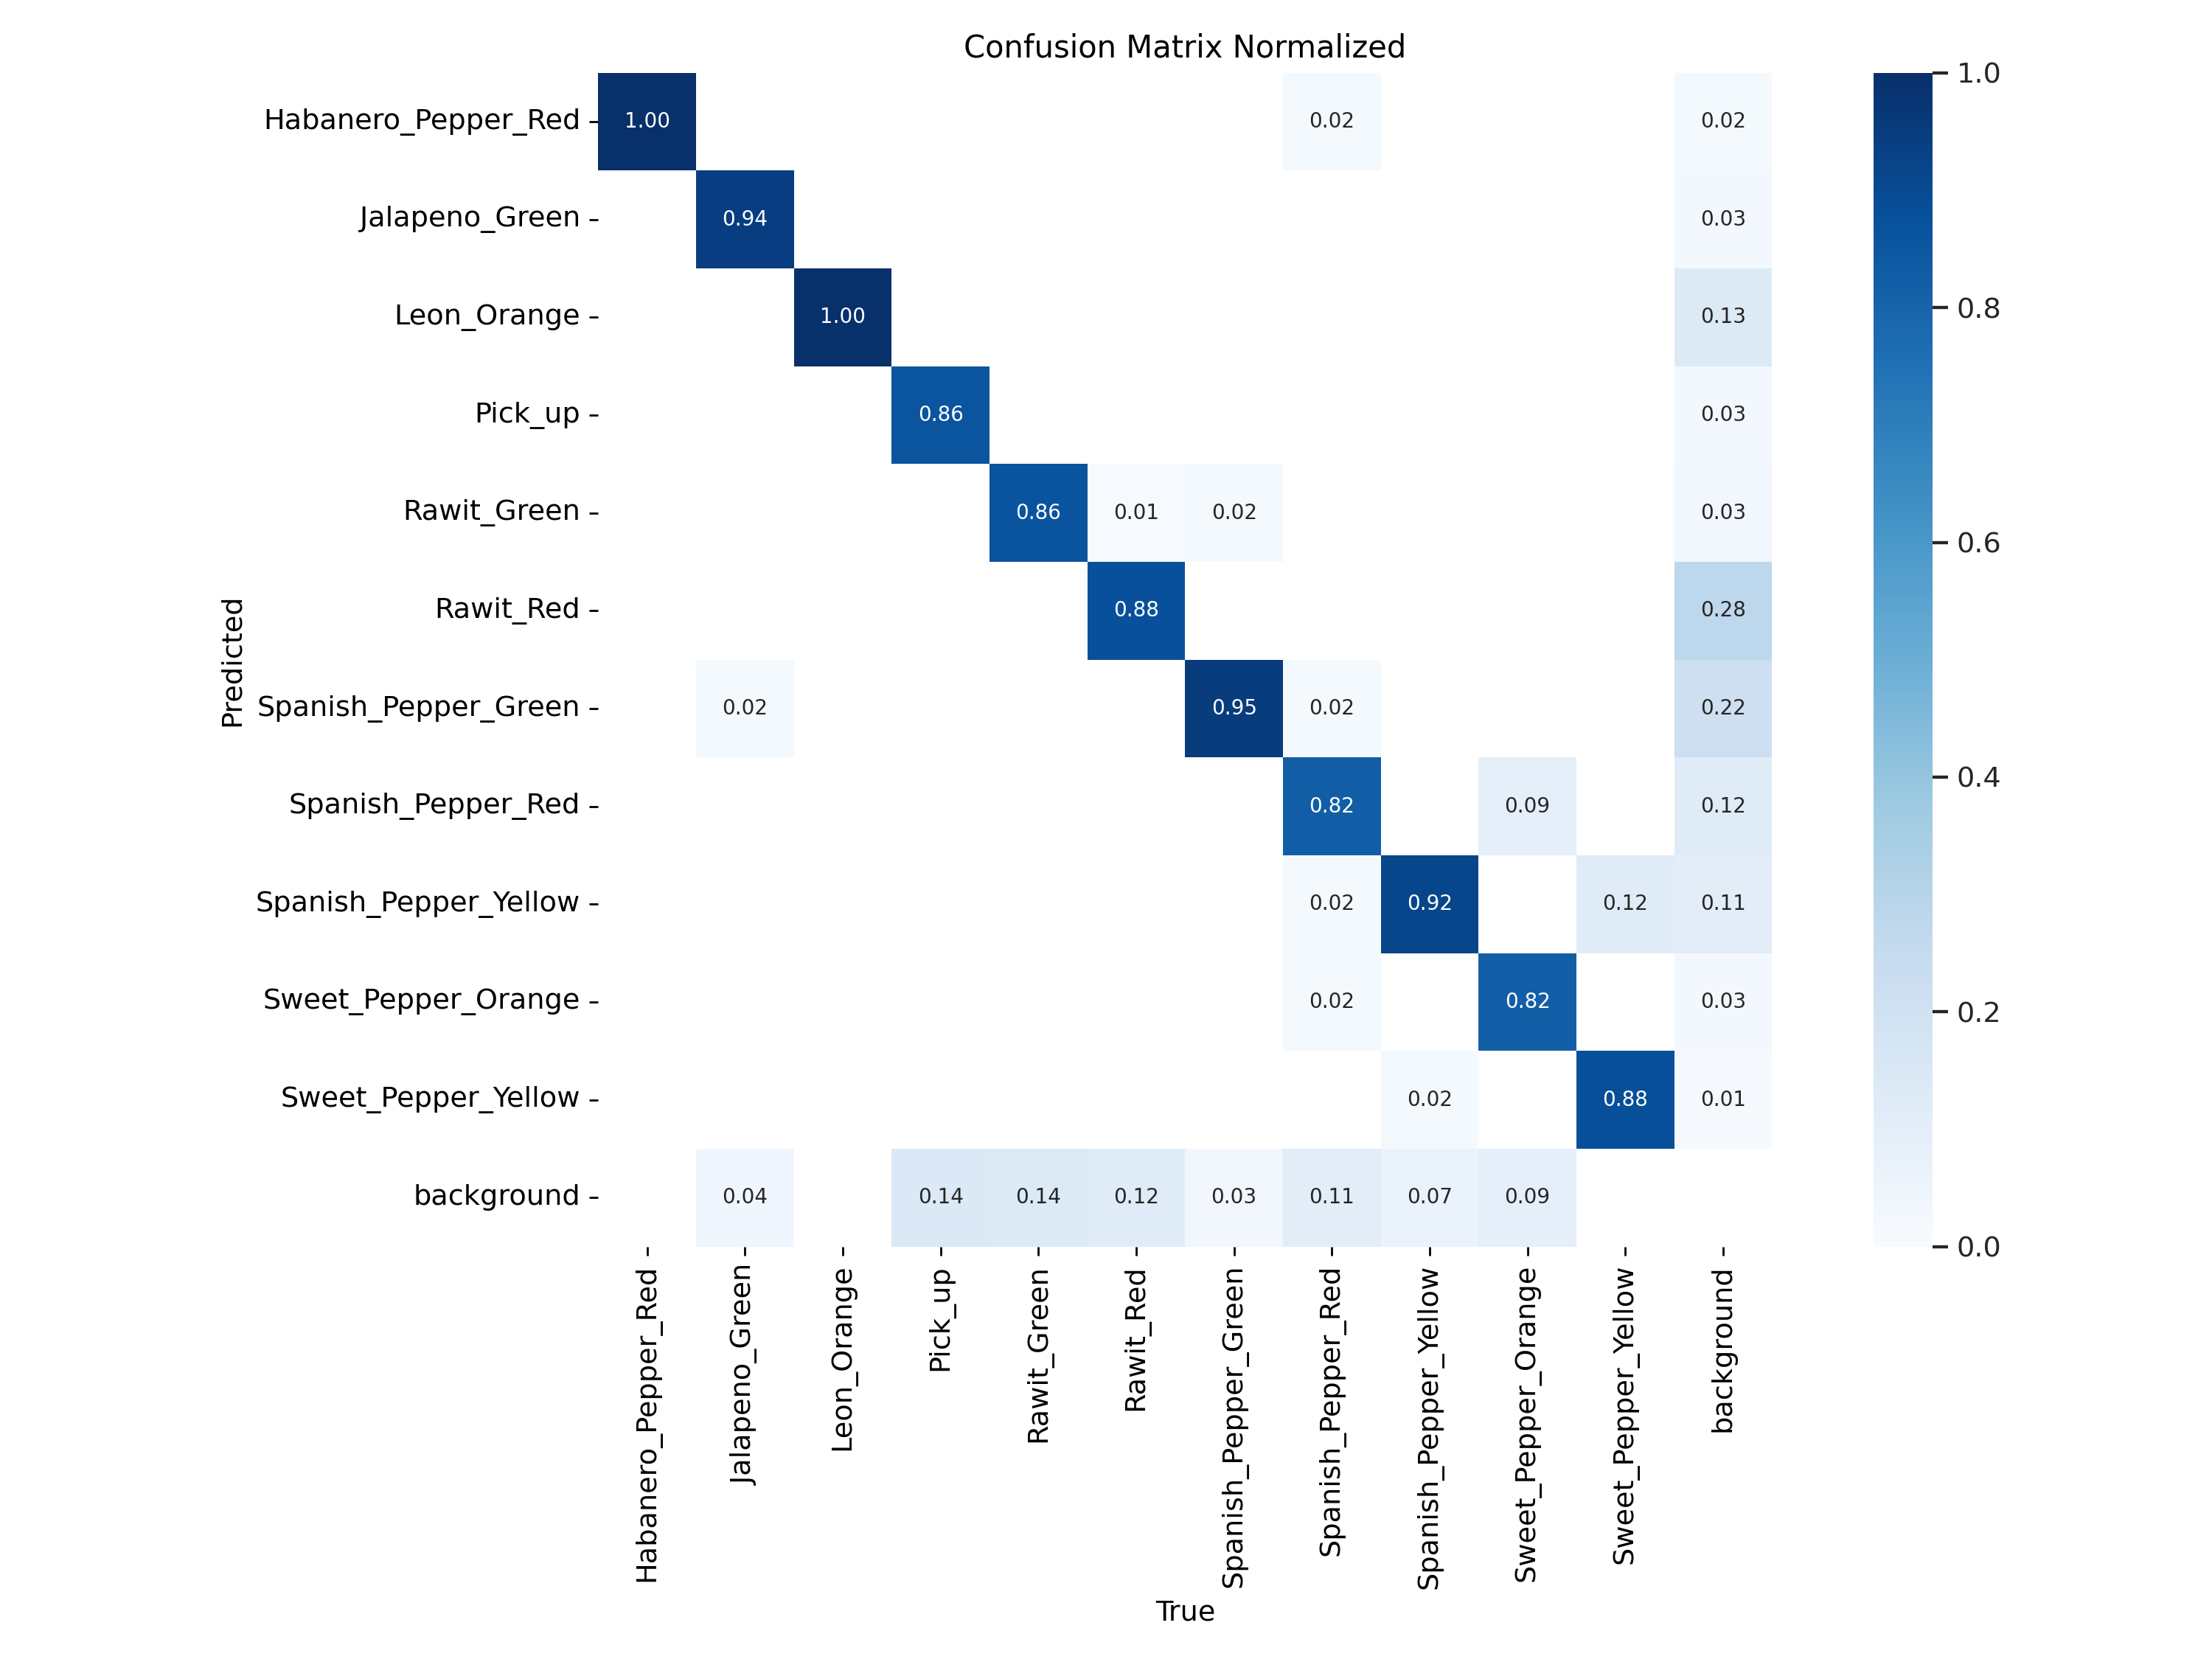 Confusion Matrix Normalized
Habanero_Pepper_Red 1.00 0.02 0.02
Jalapeno_Green 0.94 0.03
Leon_Orange 1.00 0.13
Pick_up 0.86 0.03
Rawit_Green 0.86 0.01 0.02 0.03
Rawit_Red 0.88 0.28
Spanish_Pepper_Green 0.02 0.95 0.02 0.22
Spanish_Pepper_Red 0.82 0.09 0.12
Spanish_Pepper_Yellow 0.02 0.92 0.12 0.11
Sweet_Pepper_Orange 0.02 0.82 0.03
Sweet_Pepper_Yellow 0.02 0.88 0.01
background 0.04 0.14 0.14 0.12 0.03 0.11 0.07 0.09
Predicted
Habanero_Pepper_Red
Jalapeno_Green
Leon_Orange
Pick_up
Rawit_Green
Rawit_Red
Spanish_Pepper_Green
Spanish_Pepper_Red
Spanish_Pepper_Yellow
Sweet_Pepper_Orange
Sweet_Pepper_Yellow
background
True
1.0
0.8
0.6
0.4
0.2
0.0